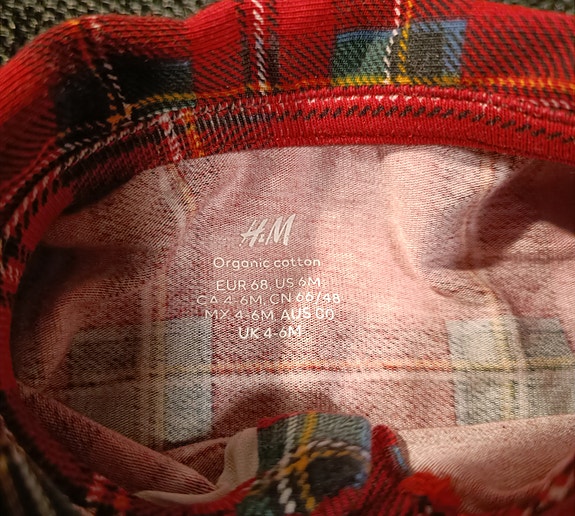 H&M
Organic cotton
EUR 68, US 6M,
CA 4-6M, CN 66/48
MX 4-6M, AUS 00
UK 4-6M